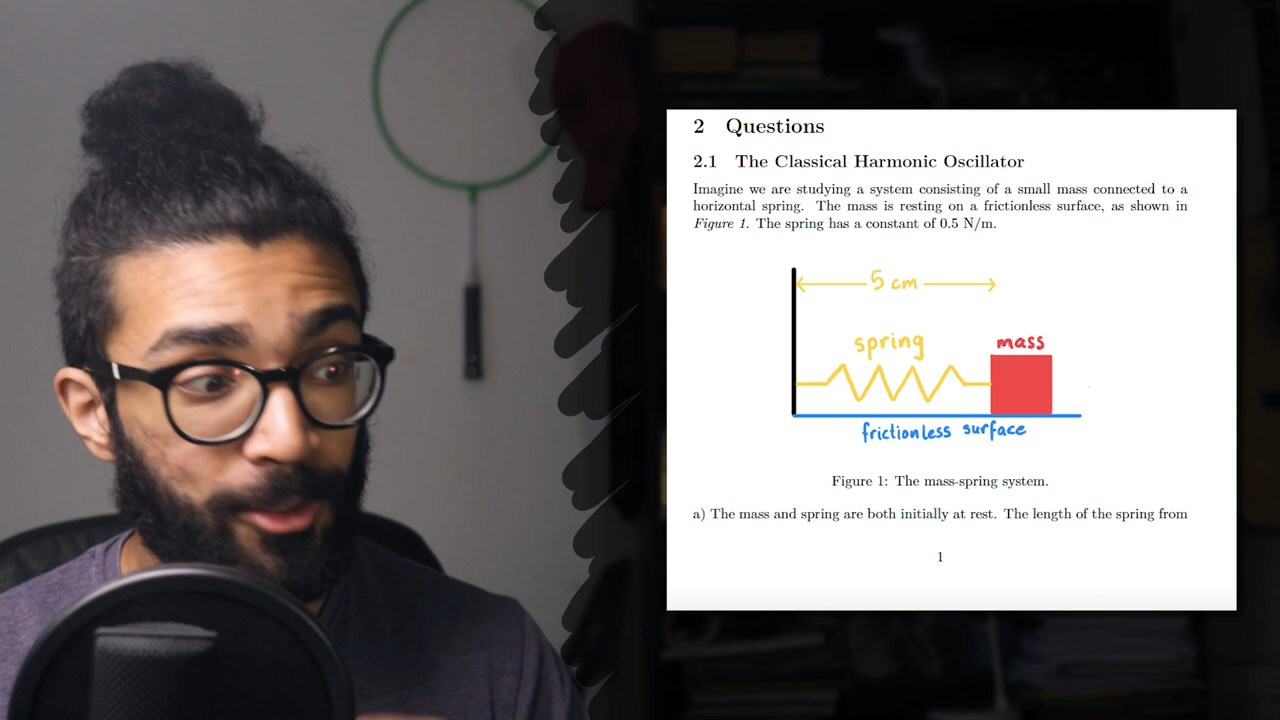 2 Questions
2.1 The Classical Harmonic Oscillator
Imagine we are studying a system consisting of a small mass connected to a
horizontal spring. The mass is resting on a frictionless surface, as shown in
Figure 1. The spring has a constant of 0.5 N/m.
5 cm
spring
mass
frictionless surface
Figure 1: The mass-spring system.
a) The mass and spring are both initially at rest. The length of the spring from
1